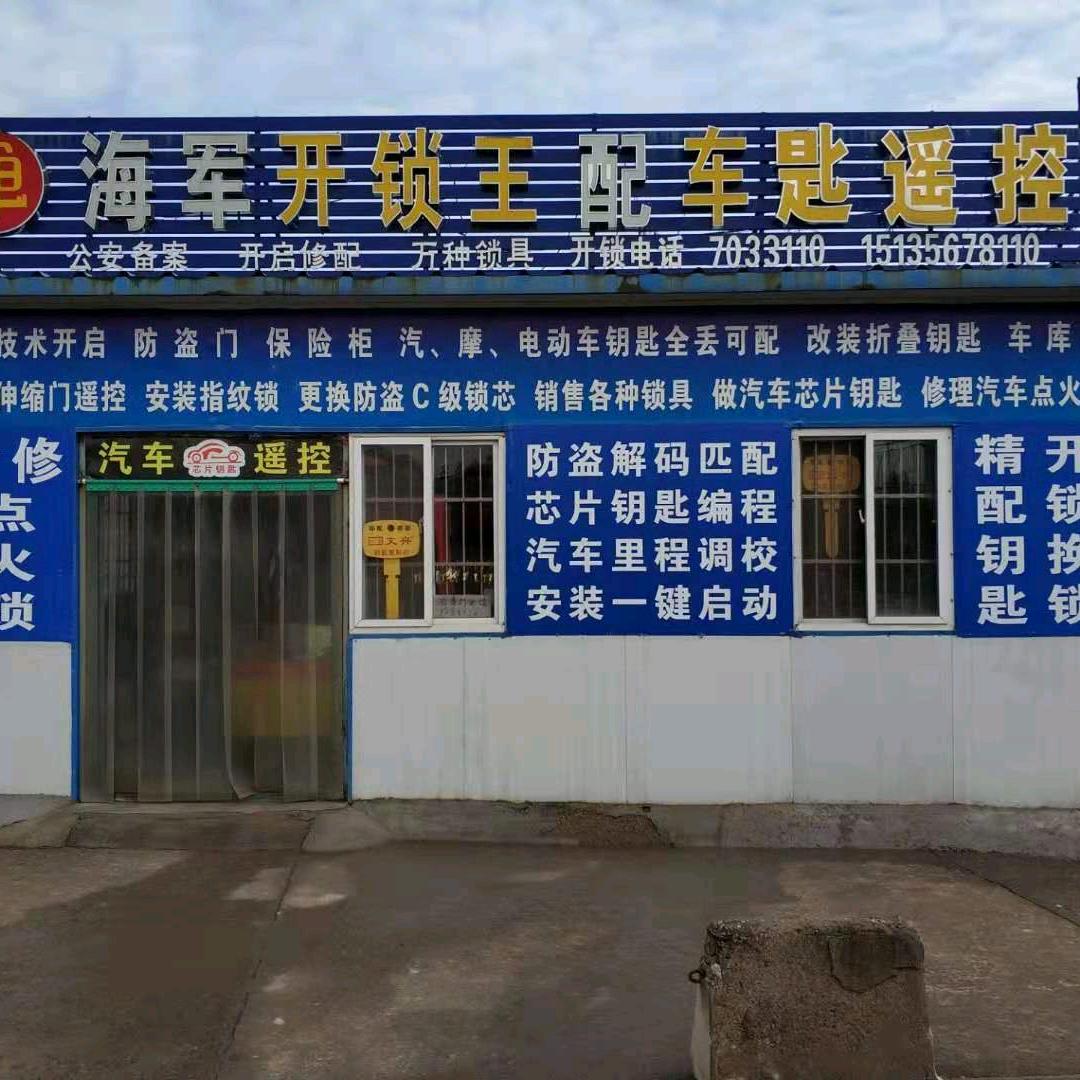 海军开锁王 配车匙遥控
公安备案 开启修配 万种锁具 开锁电话 7033110 15135678110
技术开启 防盗门 保险柜 汽、摩、电动车钥匙全丢可配 改装折叠钥匙 车库
伸缩门遥控 安装指纹锁 更换防盗C级锁芯 销售各种锁具 做汽车芯片钥匙 修理汽车点火
修
点
火
锁
汽车 芯片钥匙 遥控
防盗解码匹配
芯片钥匙编程
汽车里程调校
安装一键启动
精开
配锁
钥换
匙锁